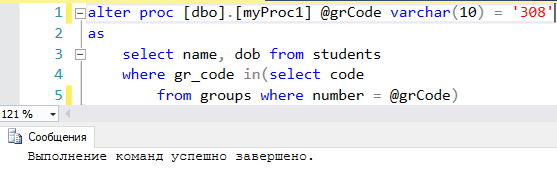 1 alter proc [dbo].[myProc1] @grCode varchar(10) = '308'
2 as
3 select name, dob from students
4 where gr_code in(select code
5 from groups where number = @grCode)
121 %
Сообщения
Выполнение команд успешно завершено.